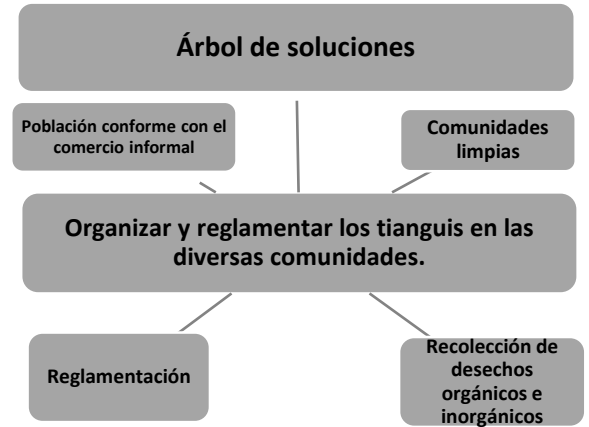 Árbol de soluciones
Población conforme con el
comercio informal
Comunidades
limpias
Organizar y reglamentar los tianguis en las
diversas comunidades.
Reglamentación
Recolección de
desechos
orgánicos e
inorgánicos